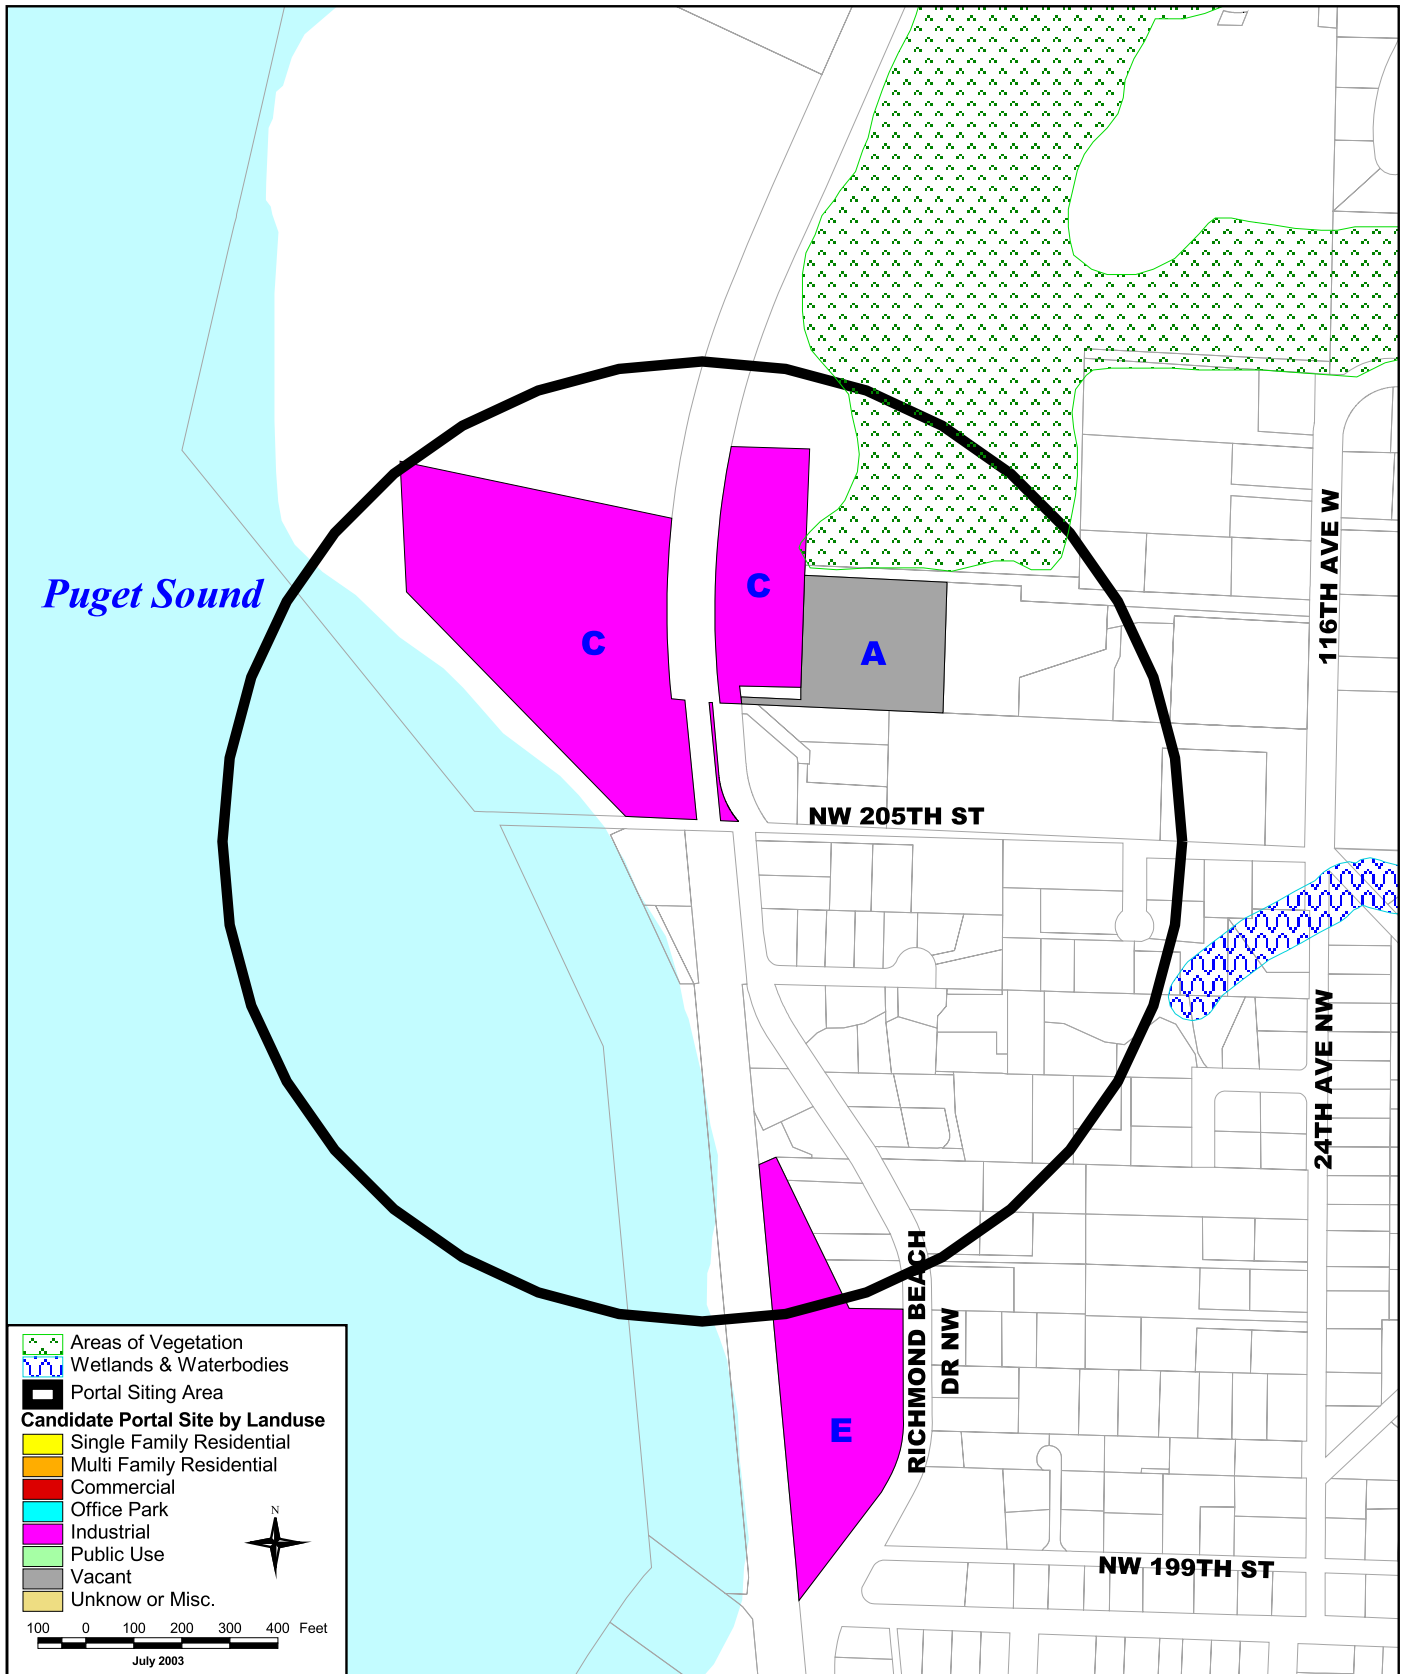 116TH AVE W
Puget Sound
C
C
A
NW 205TH ST
24TH AVE NW
RICHMOND BEACH
DR NW
E
NW 199TH ST
Areas of Vegetation
Wetlands & Waterbodies
Portal Siting Area
Candidate Portal Site by Landuse
Single Family Residential
Multi Family Residential
Commercial
Office Park
Industrial
Public Use
Vacant
Unknow or Misc.
N
100 0 100 200 300 400 Feet
July 2003